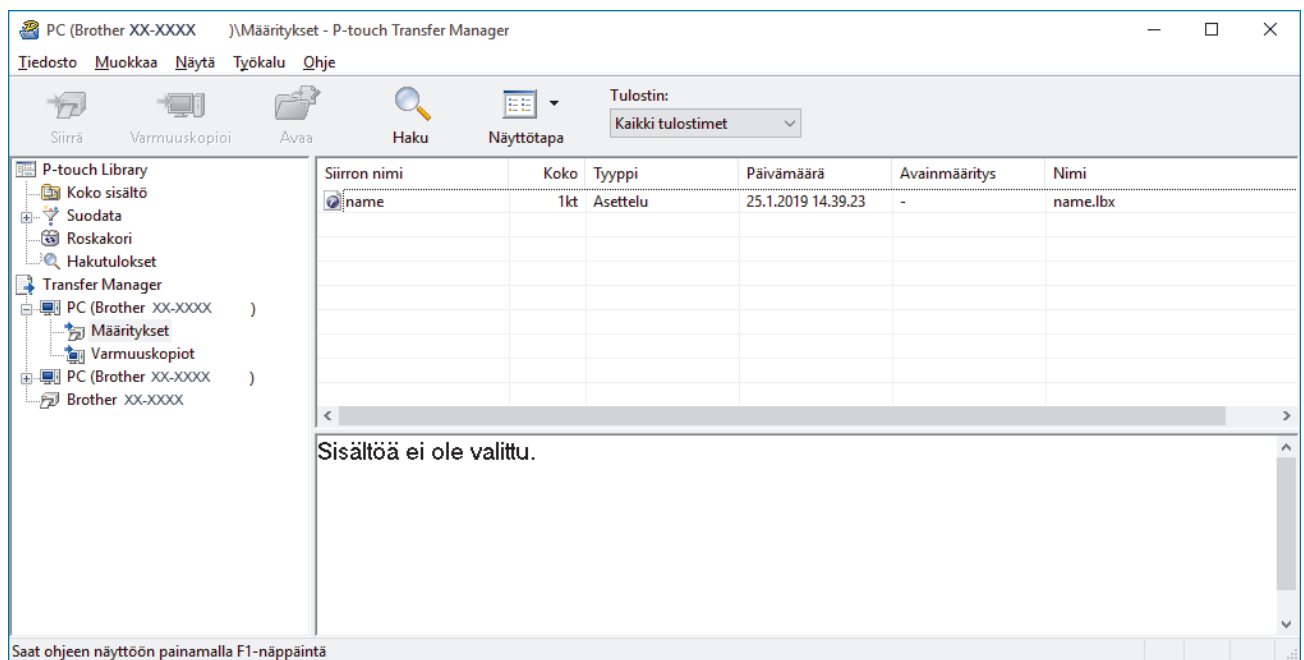 PC (Brother XX-XXXX )\Määritykset - P-touch Transfer Manager
Tiedosto Muokkaa Näytä Työkalu Ohje
Siirrä Varmuuskopioi Avaa Haku Näyttötapa
Tulostin:
Kaikki tulostimet
P-touch Library
Koko sisältö
Suodata
Roskakori
Hakutulokset
Transfer Manager
PC (Brother XX-XXXX )
Määritykset
Varmuuskopiot
PC (Brother XX-XXXX )
Brother XX-XXXX
Siirron nimi Koko Tyyppi Päivämäärä Avainmääritys Nimi
name 1kt Asettelu 25.1.2019 14.39.23 - name.lbx
Sisältöä ei ole valittu.
Saat ohjeen näyttöön painamalla F1-näppäintä